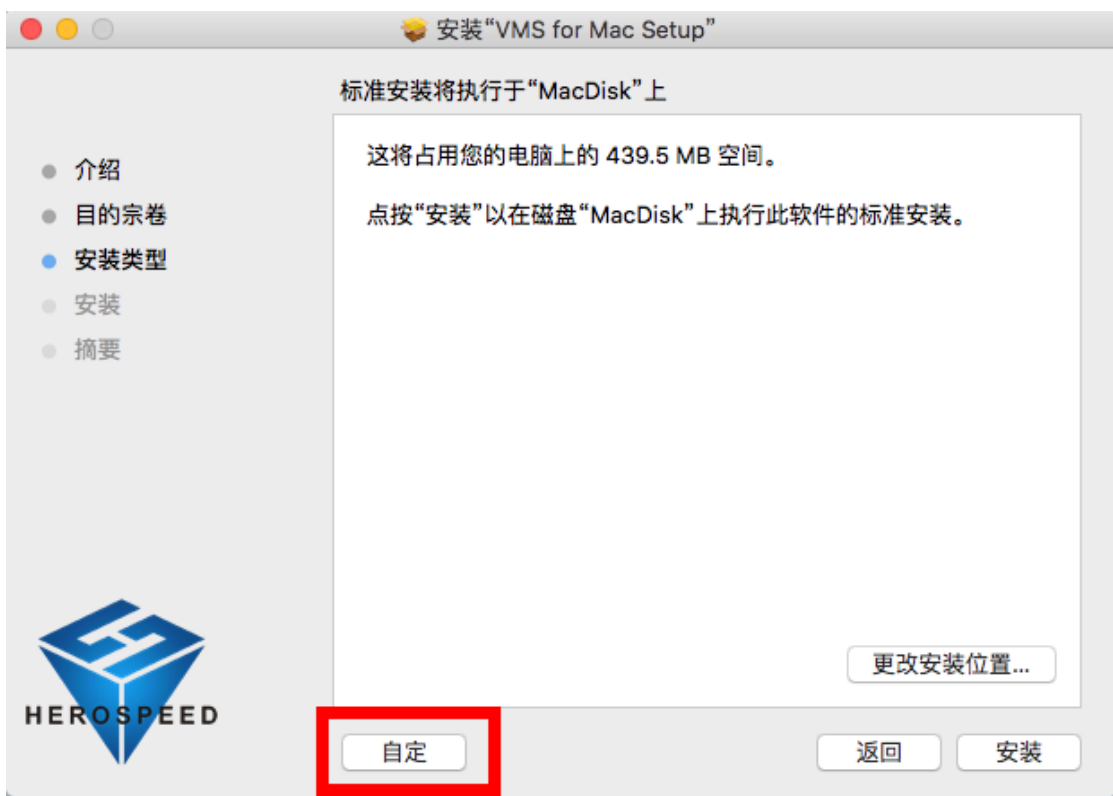 安装“VMS for Mac Setup”
标准安装将执行于“MacDisk”上
介绍
目的宗卷
安装类型
安装
摘要
这将占用您的电脑上的 439.5 MB 空间。
点按“安装”以在磁盘“MacDisk”上执行此软件的标准安装。
更改安装位置...
HEROSPEED
自定
返回
安装